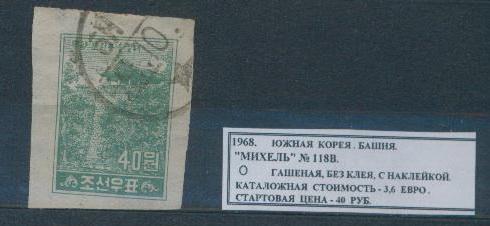 40원
조선우표
1968. ЮЖНАЯ КОРЕЯ. БАШНЯ.
"МИХЕЛЬ" № 118В.
О ГАШЕНАЯ, БЕЗ КЛЕЯ, С НАКЛЕЙКОЙ.
КАТАЛОЖНАЯ СТОИМОСТЬ - 3,6 ЕВРО.
СТАРТОВАЯ ЦЕНА - 40 РУБ.